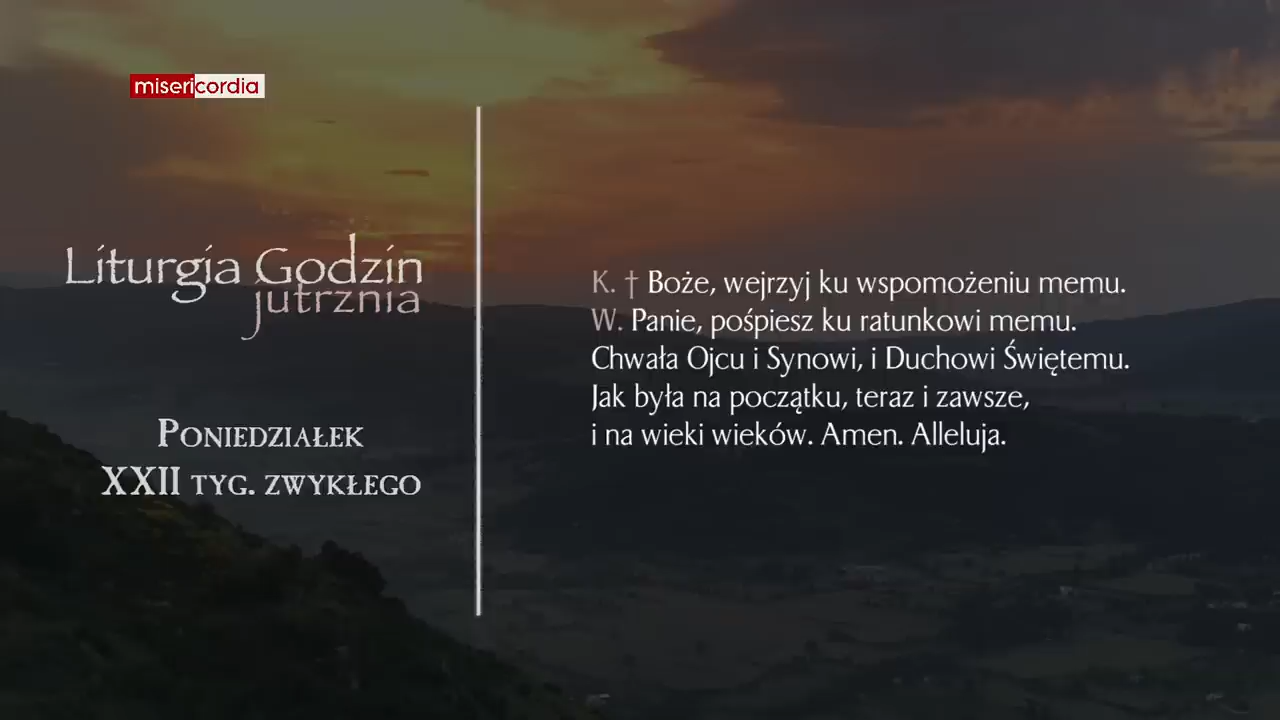 misericordia
Liturgia Godzin
jutrznia
Poniedziałek
XXII tyg. zwykłego
K. † Boże, wejrzyj ku wspomożeniu memu.
W. Panie, pośpiesz ku ratunkowi memu.
Chwała Ojcu i Synowi, i Duchowi Świętemu.
Jak była na początku, teraz i zawsze,
i na wieki wieków. Amen. Alleluja.